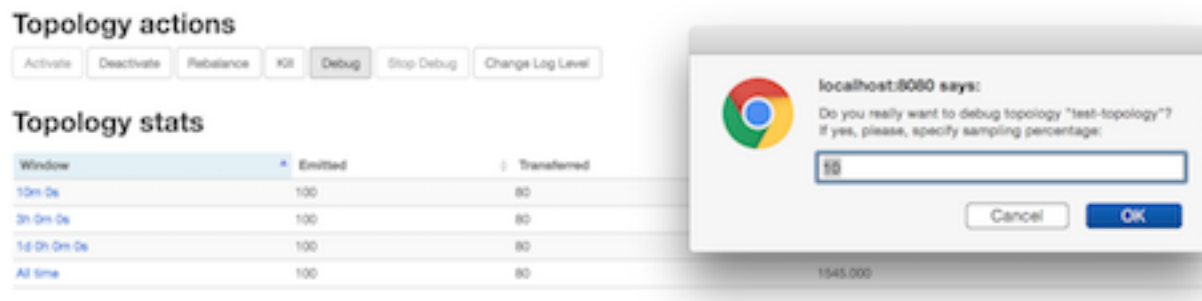 Topology actions
Activate Deactivate Rebalance Kill Debug Stop Debug Change Log Level
Topology stats
Window Emitted Transferred
10m 0s 100 80
3h 0m 0s 100 80
1d 0h 0m 0s 100 80
All time 100 80 1545.000
localhost:8080 says:
Do you really want to debug topology "test-topology"?
If yes, please, specify sampling percentage:
10
Cancel OK